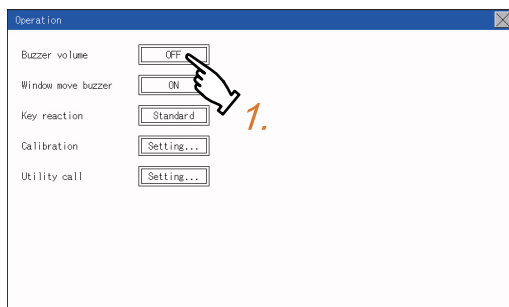 Operation
Buzzer volume OFF
Window move buzzer ON
Key reaction Standard
Calibration Setting...
Utility call Setting...
1.